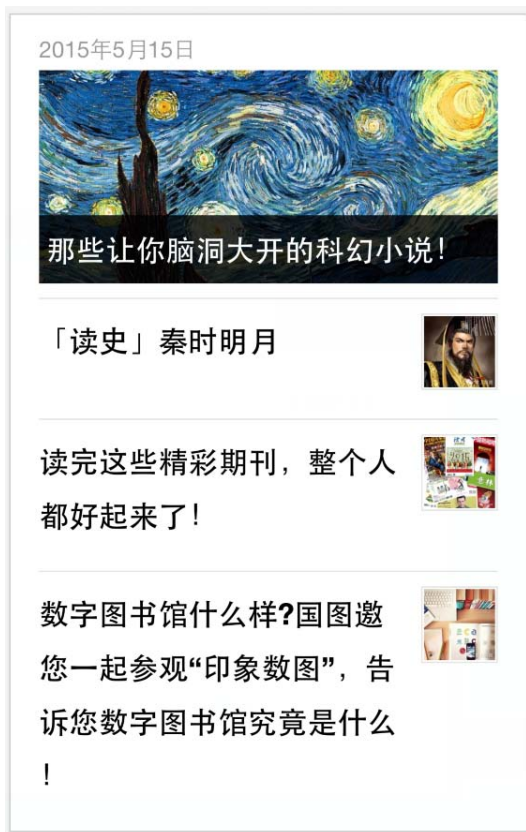 2015年5月15日
那些让你脑洞大开的科幻小说！
「读史」秦时明月
读完这些精彩期刊，整个人
都好起来了！
数字图书馆什么样?国图邀
您一起参观“印象数图”，告
诉您数字图书馆究竟是什么
！